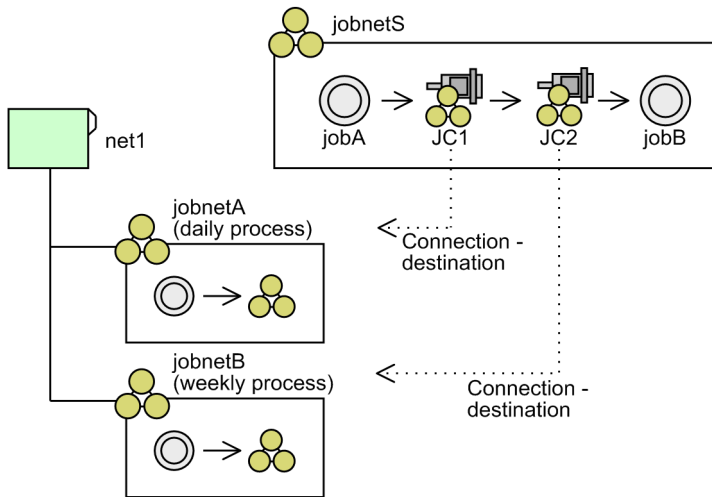 jobnetS
jobA JC1 JC2 jobB
net1
jobnetA
(daily process)
Connection -
destination
jobnetB
(weekly process)
Connection -
destination